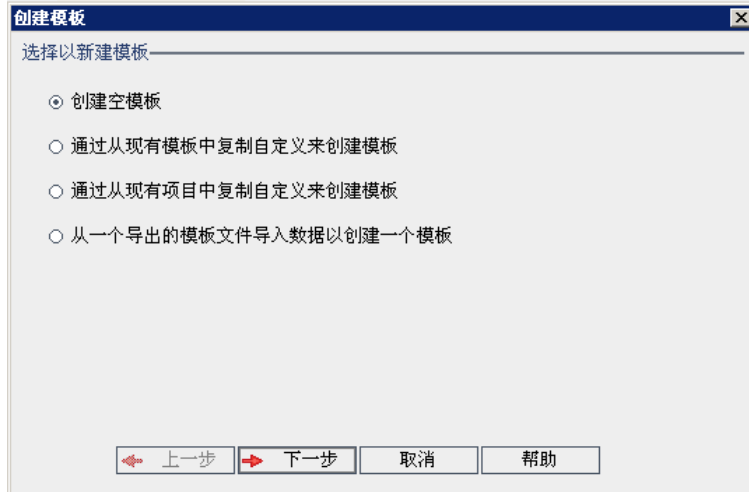 创建模板
选择以新建模板
创建空模板
通过从现有模板中复制自定义来创建模板
通过从现有项目中复制自定义来创建模板
从一个导出的模板文件导入数据以创建一个模板
上一步 下一步 取消 帮助